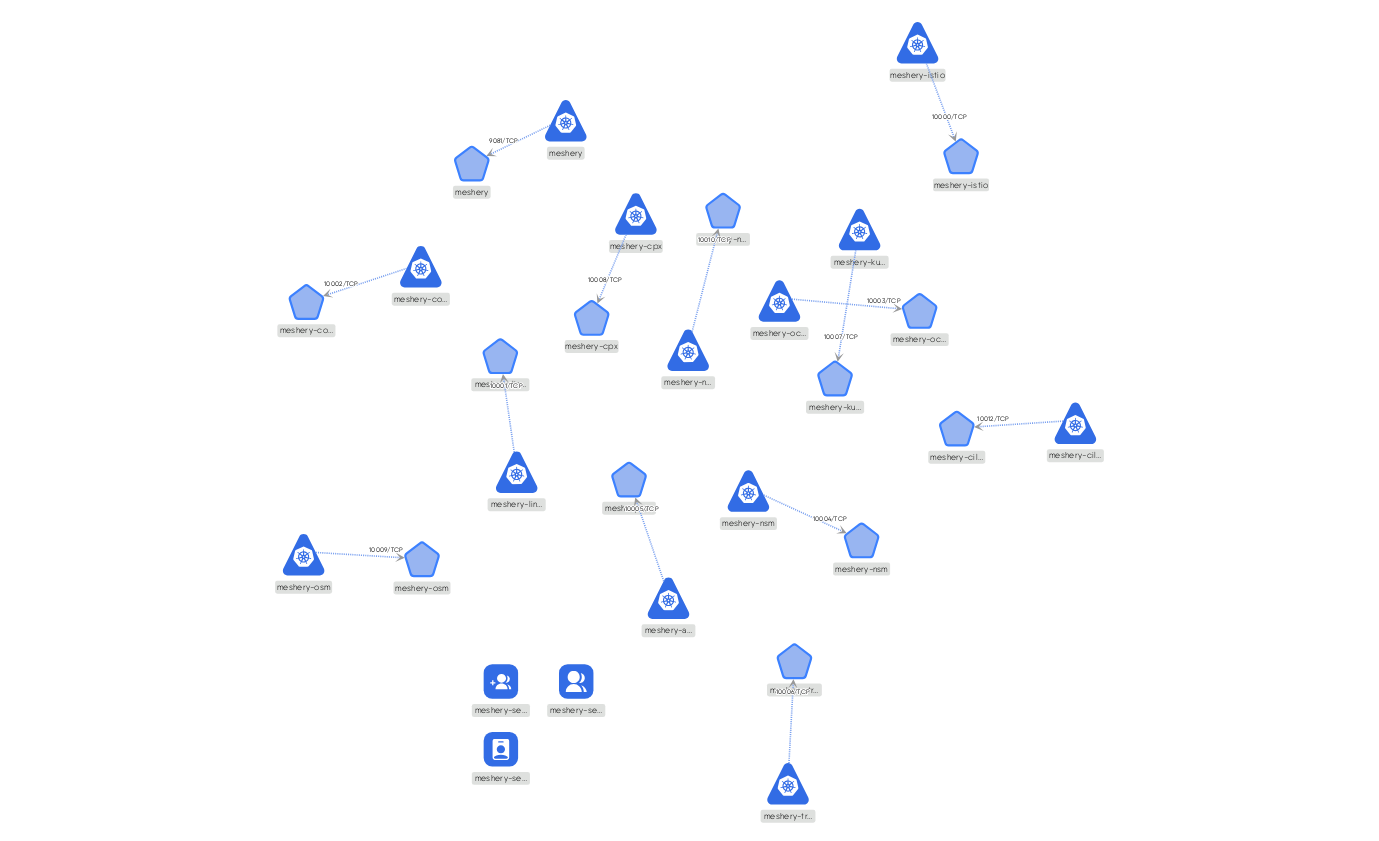 meshery-istio
10000/TCP
meshery-istio
9081/TCP
meshery
meshery
meshery-cpx
10008/TCP
meshery-cpx
10010/TCP
-n...
meshery-n...
meshery-ku...
10007/TCP
meshery-ku...
meshery-oc...
10003/TCP
meshery-oc...
10002/TCP
meshery-co...
meshery-co...
10001/TCP
meshery-lin...
10012/TCP
meshery-cil...
meshery-cil...
10005/TCP
meshery-a...
meshery-nsm
10004/TCP
meshery-nsm
10009/TCP
meshery-osm
meshery-osm
meshery-se...
meshery-se...
meshery-se...
10006/TCP
meshery-tr...